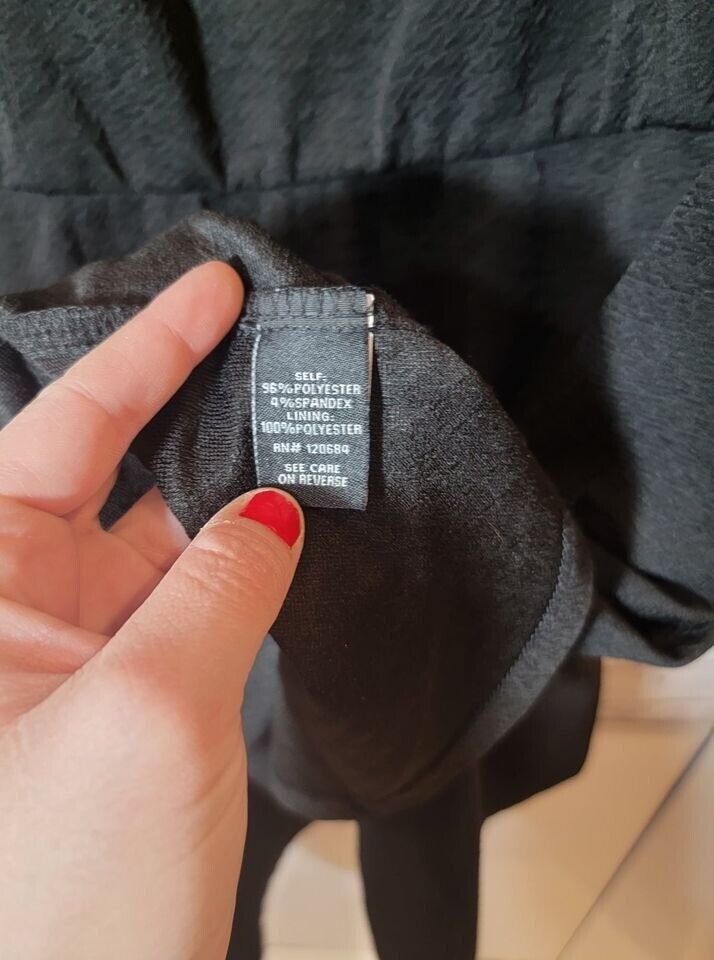 SELF:
96%POLYESTER
4%SPANDEX
LINING:
100%POLYESTER
RN# 120684
SEE CARE
ON REVERSE